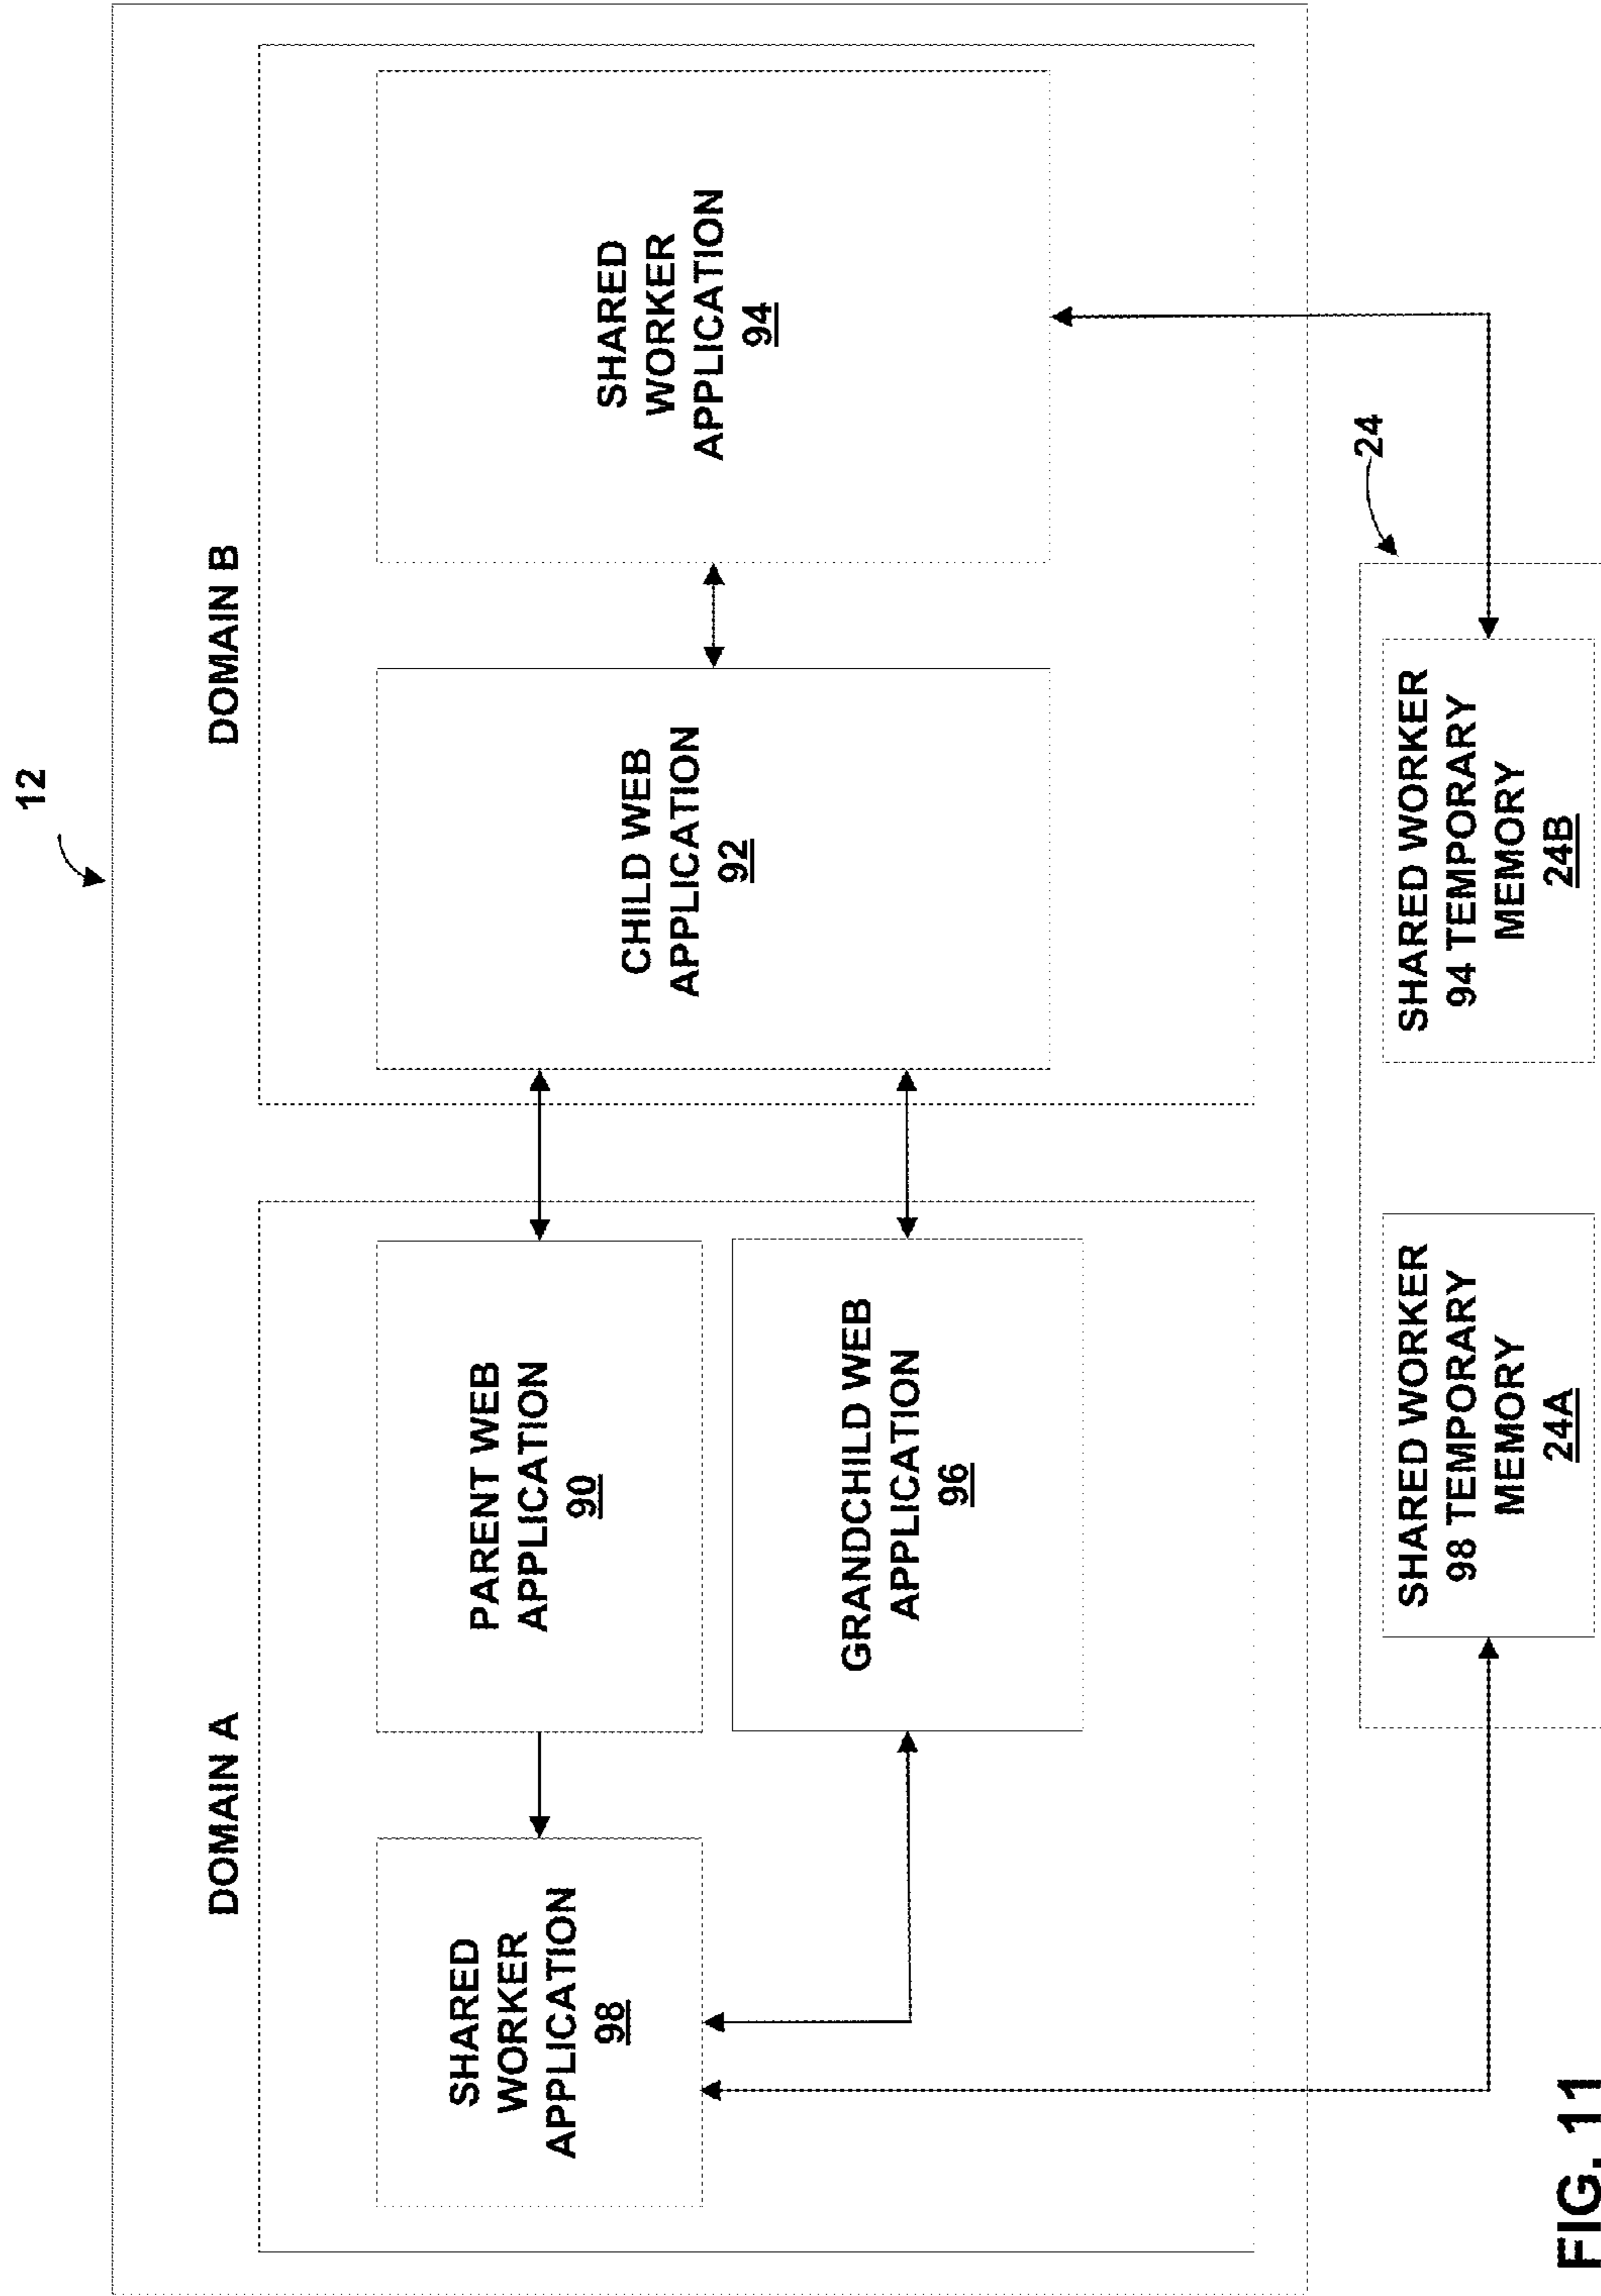 12
DOMAIN A
DOMAIN B
SHARED
WORKER
APPLICATION
98
PARENT WEB
APPLICATION
90
GRANDCHILD WEB
APPLICATION
96
CHILD WEB
APPLICATION
92
SHARED
WORKER
APPLICATION
94
24
SHARED WORKER
98 TEMPORARY
MEMORY
24A
SHARED WORKER
94 TEMPORARY
MEMORY
24B
FIG. 11